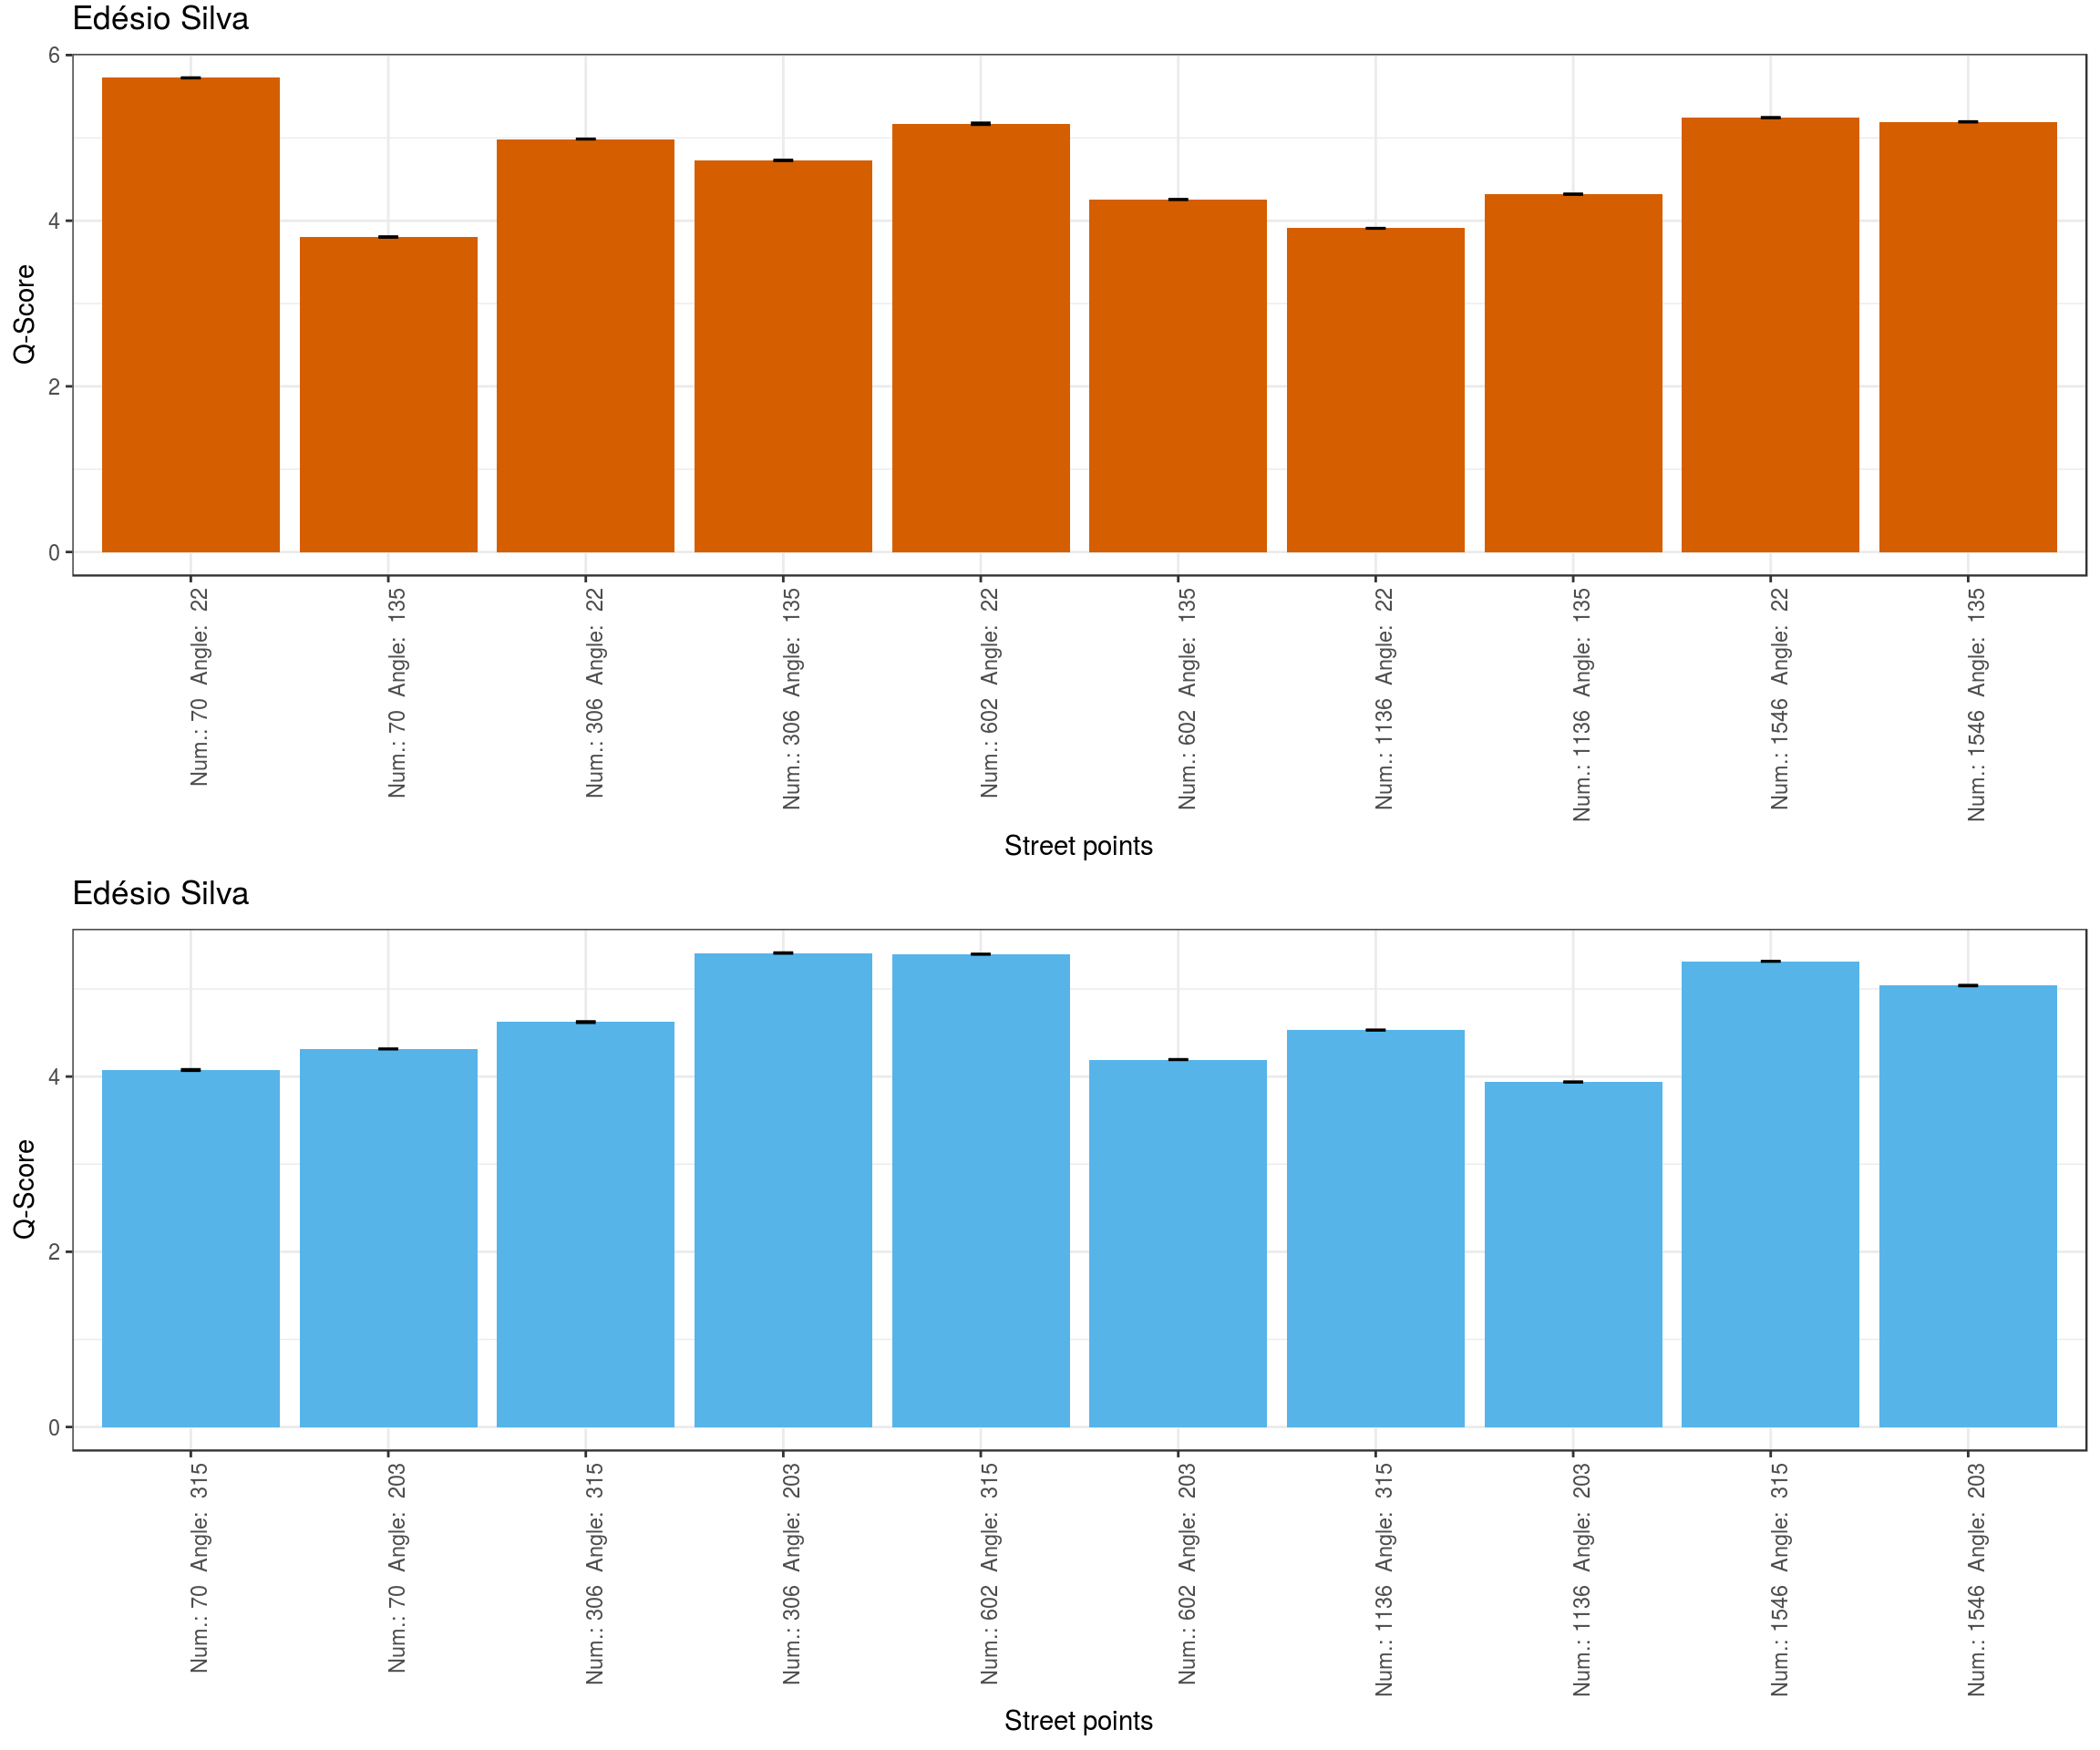 Edésio Silva
Q-Score
6
4
2
0
Num.: 70  Angle:  22
Num.: 70  Angle:  135
Num.: 306  Angle:  22
Num.: 306  Angle:  135
Num.: 602  Angle:  22
Num.: 602  Angle:  135
Num.: 1136  Angle:  22
Num.: 1136  Angle:  135
Num.: 1546  Angle:  22
Num.: 1546  Angle:  135
Street points
Edésio Silva
Q-Score
4
2
0
Num.: 70  Angle:  315
Num.: 70  Angle:  203
Num.: 306  Angle:  315
Num.: 306  Angle:  203
Num.: 602  Angle:  315
Num.: 602  Angle:  203
Num.: 1136  Angle:  315
Num.: 1136  Angle:  203
Num.: 1546  Angle:  315
Num.: 1546  Angle:  203
Street points